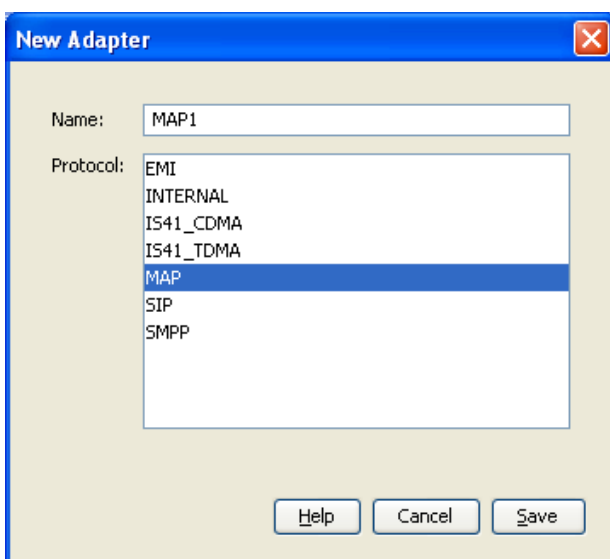 New Adapter
Name: MAP1
Protocol: EMI
INTERNAL
IS41_CDMA
IS41_TDMA
MAP
SIP
SMPP
Help Cancel Save